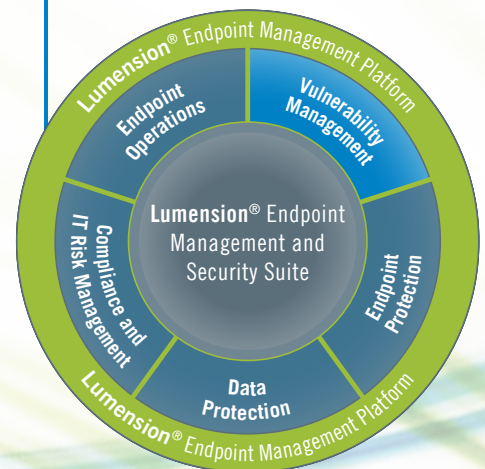 Lumension® Endpoint Management Platform
Endpoint
Operations
Vulnerability
Management
Lumension® Endpoint
Management and
Security Suite
Compliance and
IT Risk Management
Endpoint
Protection
Data
Protection
Lumension® Endpoint Management Platform